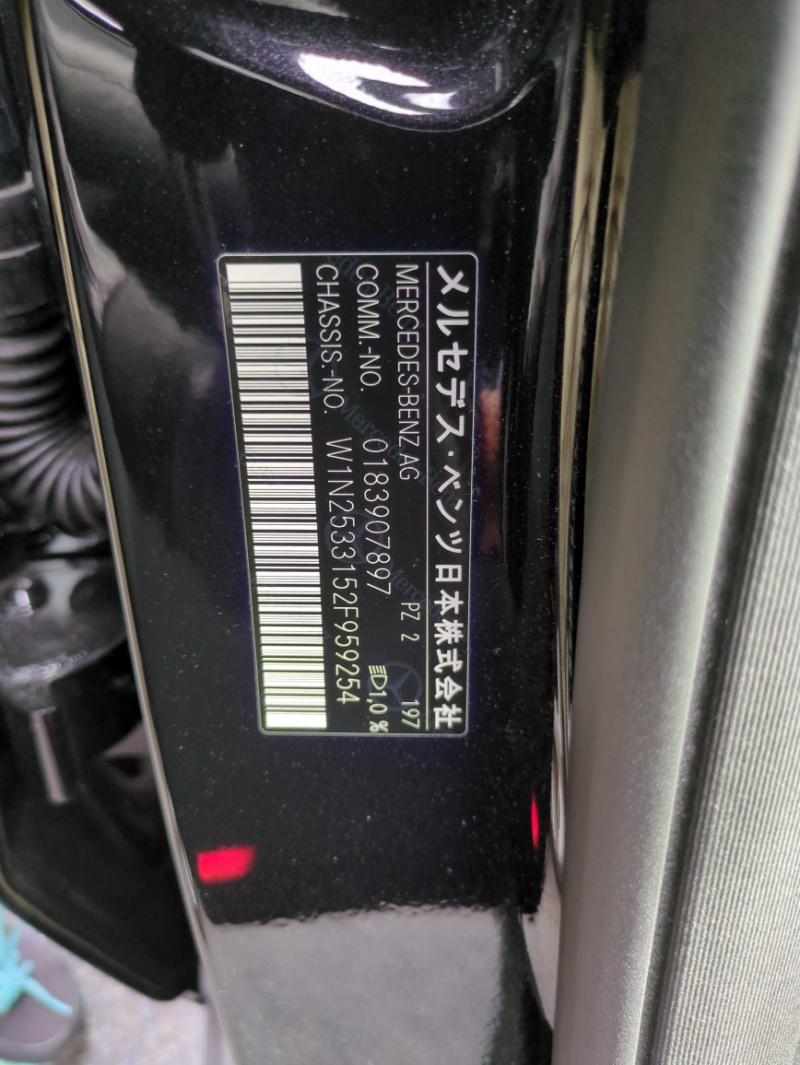 メルセデス・ベンツ日本株式会社
MERCEDES-BENZ AG PZ 2 197
COMM.-NO. 0183907897 1,0 %
CHASSIS-NO. W1N2533152F959254